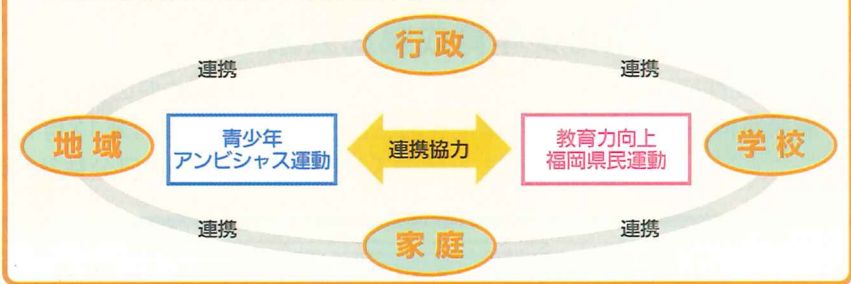 行政
連携
連携
地域
青少年
アンビシャス運動
連携協力
教育力向上
福岡県民運動
学校
連携
連携
家庭